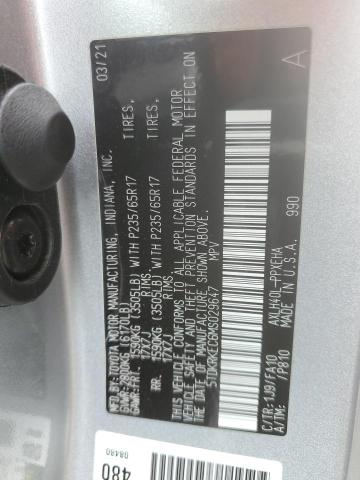 MFD. BY: TOYOTA MOTOR MANUFACTURING, INDIANA, INC. 03/21
GVWR: 2800KG (6170LB)
GAWR: FRT. 1590KG (3505LB) WITH P235/65R17 TIRES,
17X7J RIMS,
RR. 1590KG (3505LB) WITH P235/65R17 TIRES,
17X7J RIMS,
THIS VEHICLE CONFORMS TO ALL APPLICABLE FEDERAL MOTOR
VEHICLE SAFETY AND THEFT PREVENTION STANDARDS IN EFFECT ON
THE DATE OF MANUFACTURE SHOWN ABOVE.
MPV
A
C/TR: 1J9/FA10 AXLH40L-PPXEHA 990
A/TM: /P810 MADE IN U.S.A.
480
08480